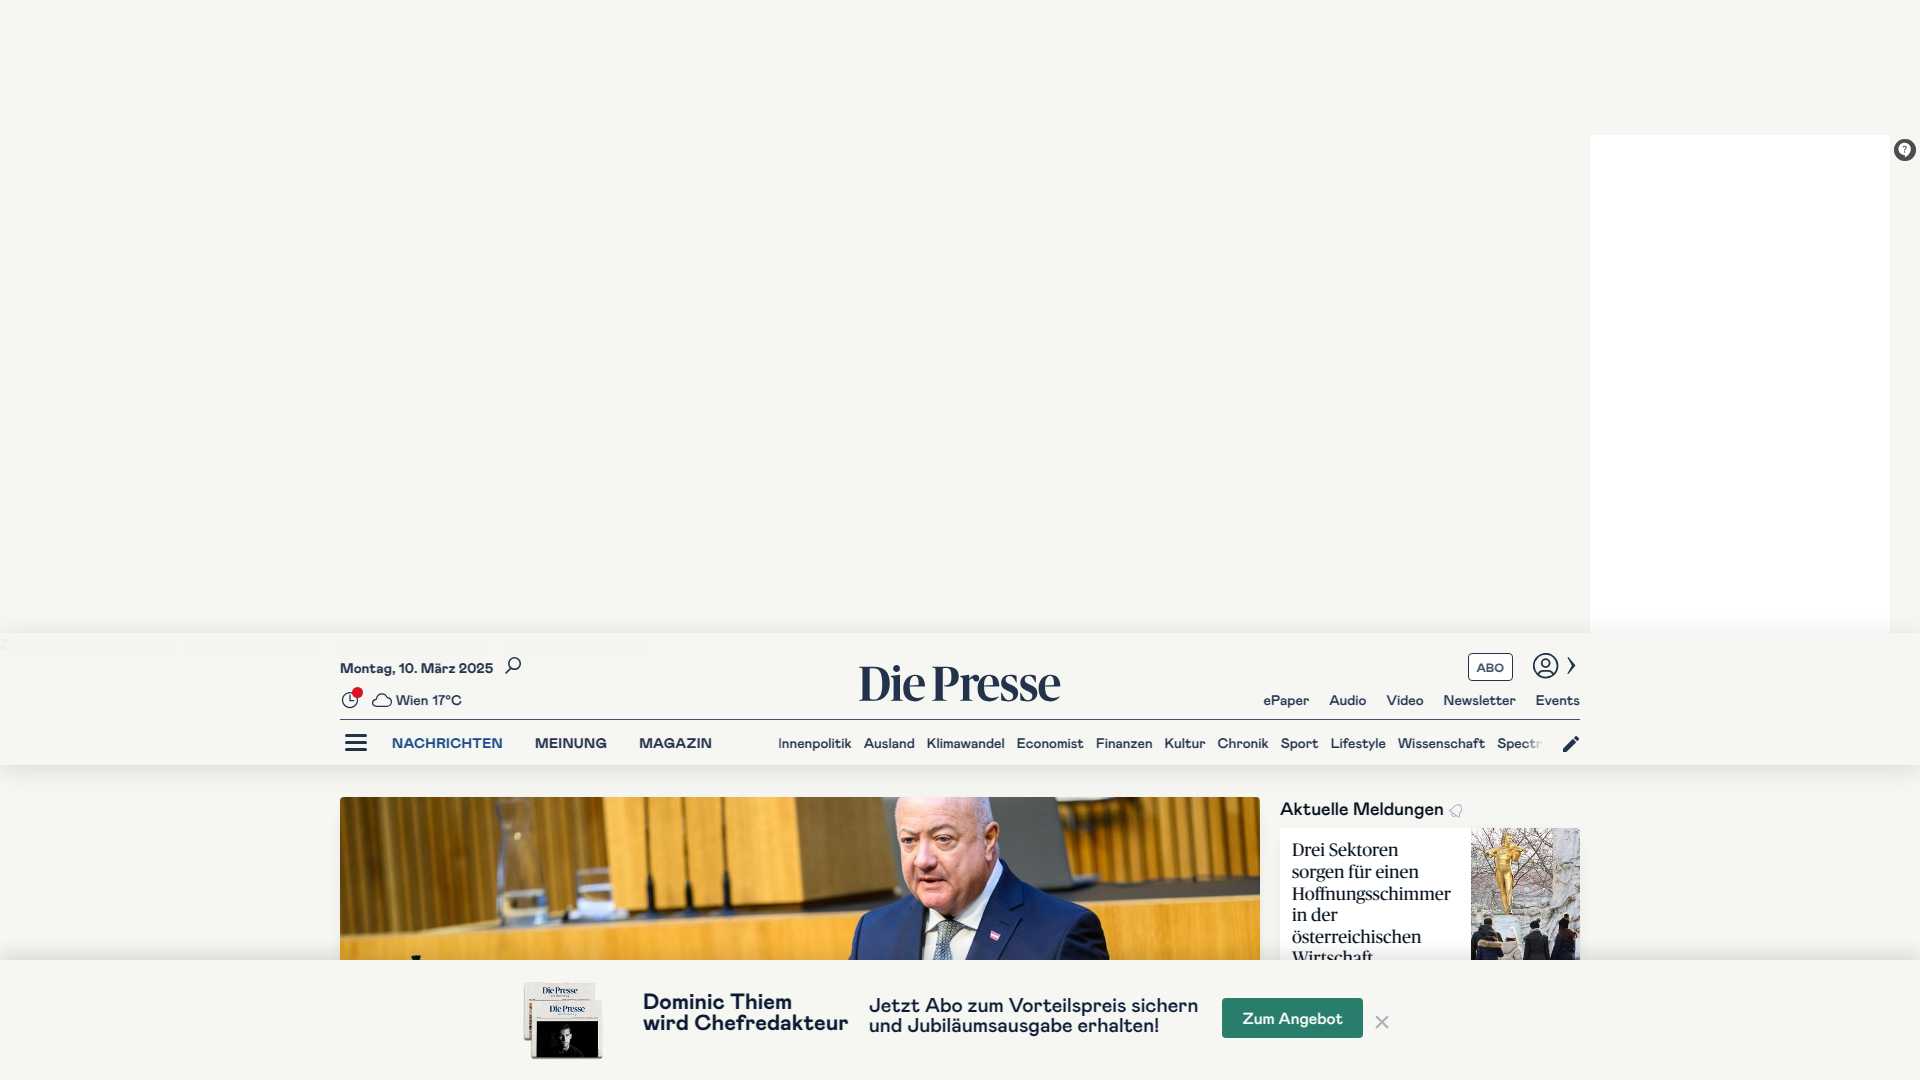 Montag, 10. März 2025
Die Presse
ABO
Wien 17°C
ePaper Audio Video Newsletter Events
NACHRICHTEN MEINUNG MAGAZIN
Innenpolitik Ausland Klimawandel Economist Finanzen Kultur Chronik Sport Lifestyle Wissenschaft Spectr
Aktuelle Meldungen
Drei Sektoren
sorgen für einen
Hoffnungsschimmer
in der
österreichischen
Wirtschaft
Die Presse
Die Presse
Dominic Thiem
wird Chefredakteur
Jetzt Abo zum Vorteilspreis sichern
und Jubiläumsausgabe erhalten!
Zum Angebot